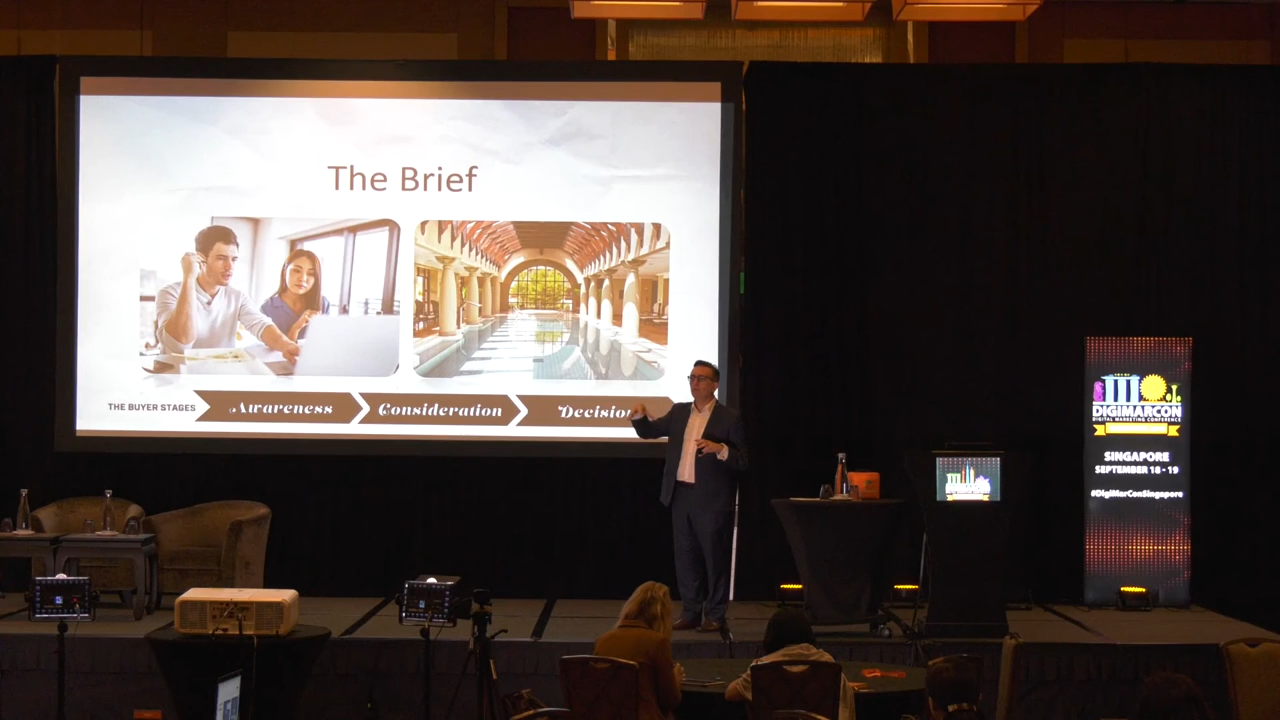 The Brief
THE BUYER STAGES
Awareness
Consideration
Decision
DIGIMARCON
DIGITAL MARKETING CONFERENCE
SINGAPORE
SEPTEMBER 18 - 19
#DigiMarConSingapore